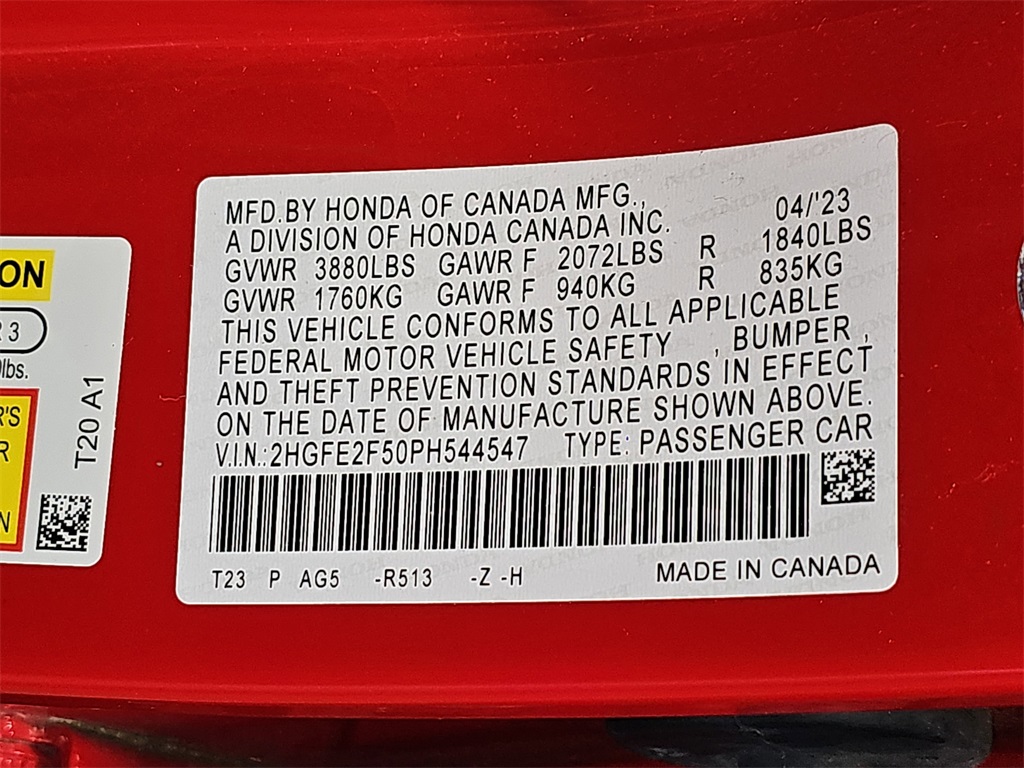 MFD.BY HONDA OF CANADA MFG.,
A DIVISION OF HONDA CANADA INC. 04/'23
GVWR 3880LBS GAWR F 2072LBS R 1840LBS
GVWR 1760KG GAWR F 940KG R 835KG
THIS VEHICLE CONFORMS TO ALL APPLICABLE
FEDERAL MOTOR VEHICLE SAFETY , BUMPER ,
AND THEFT PREVENTION STANDARDS IN EFFECT
ON THE DATE OF MANUFACTURE SHOWN ABOVE.
V.I.N.:2HGFE2F50PH544547 TYPE: PASSENGER CAR
T23 P AG5 -R513 -Z -H MADE IN CANADA
ON
3
lbs.
'S
R
N
T20 A1